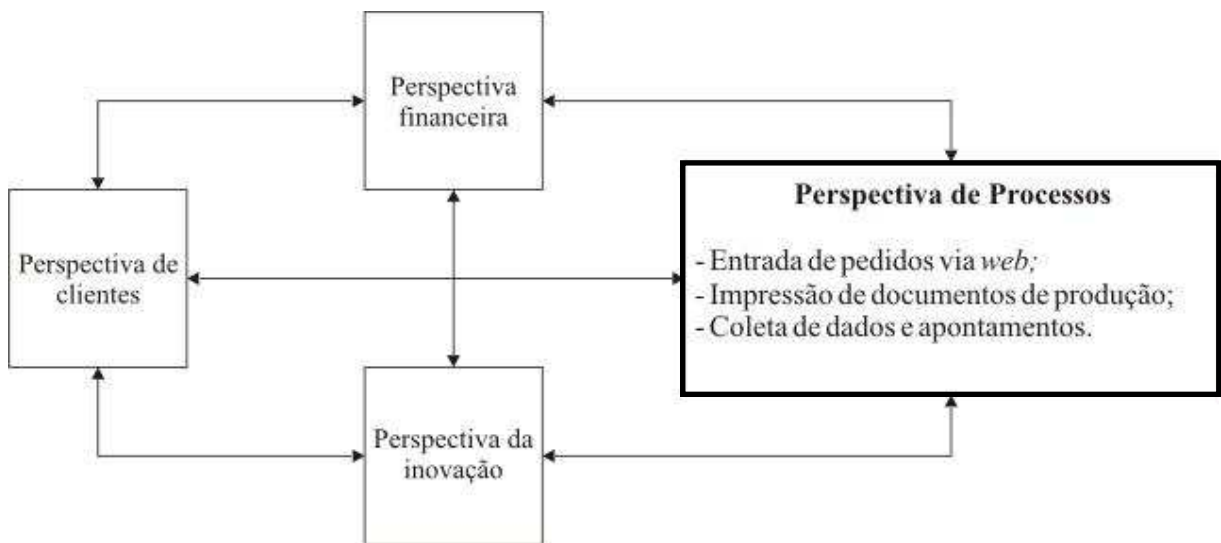 Perspectiva
financeira
Perspectiva de
clientes
Perspectiva de Processos
- Entrada de pedidos via web;
- Impressão de documentos de produção;
- Coleta de dados e apontamentos.
Perspectiva da
inovação